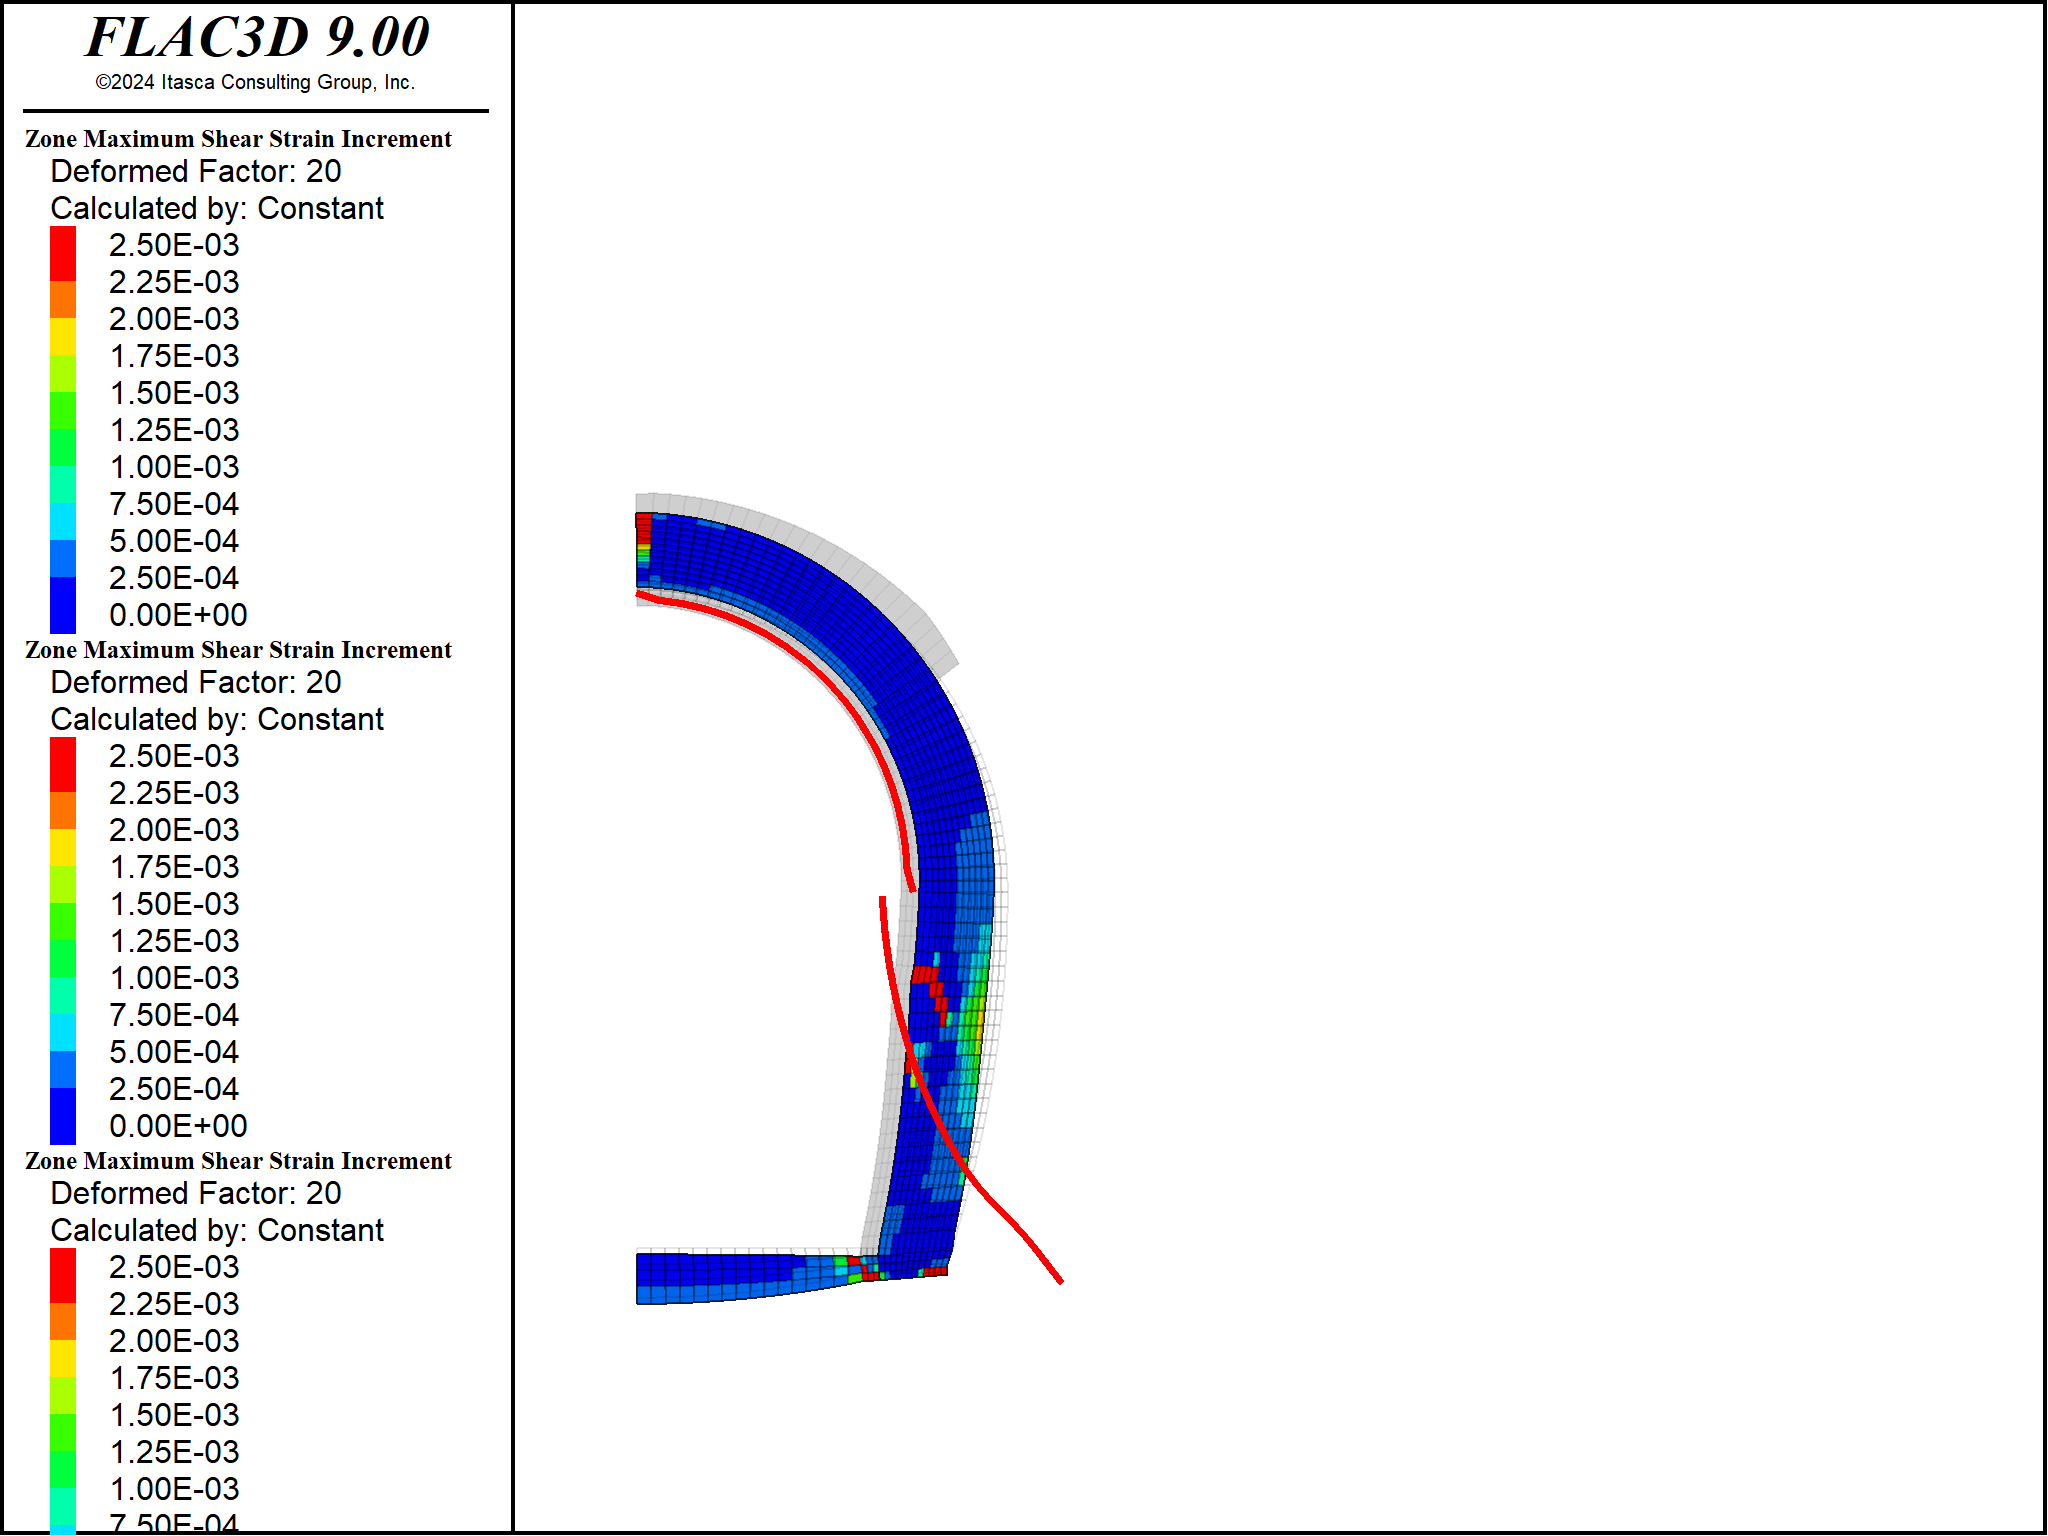 FLAC3D 9.00
©2024 Itasca Consulting Group, Inc.
Zone Maximum Shear Strain Increment
Deformed Factor: 20
Calculated by: Constant
2.50E-03
2.25E-03
2.00E-03
1.75E-03
1.50E-03
1.25E-03
1.00E-03
7.50E-04
5.00E-04
2.50E-04
0.00E+00
Zone Maximum Shear Strain Increment
Deformed Factor: 20
Calculated by: Constant
2.50E-03
2.25E-03
2.00E-03
1.75E-03
1.50E-03
1.25E-03
1.00E-03
7.50E-04
5.00E-04
2.50E-04
0.00E+00
Zone Maximum Shear Strain Increment
Deformed Factor: 20
Calculated by: Constant
2.50E-03
2.25E-03
2.00E-03
1.75E-03
1.50E-03
1.25E-03
1.00E-03
7.50E-04